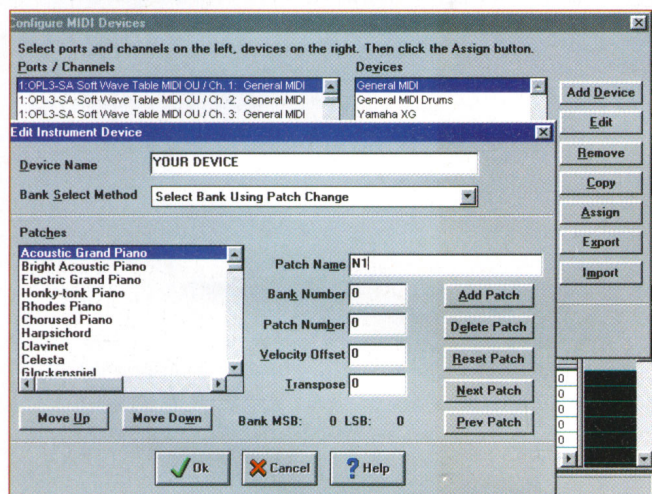 Configure MIDI Devices
Select ports and channels on the left, devices on the right. Then click the Assign button.
Ports / Channels
Devices
1:OPL3-SA Soft Wave Table MIDI OU / Ch. 1: General MIDI
1:OPL3-SA Soft Wave Table MIDI OU / Ch. 2: General MIDI
1:OPL3-SA Soft Wave Table MIDI OU / Ch. 3: General MIDI
General MIDI
General MIDI Drums
Yamaha XG
Add Device
Edit
Remove
Copy
Assign
Export
Import
Edit Instrument Device
Device Name YOUR DEVICE
Bank Select Method Select Bank Using Patch Change
Patches
Acoustic Grand Piano
Bright Acoustic Piano
Electric Grand Piano
Honky-tonk Piano
Rhodes Piano
Chorused Piano
Harpsichord
Clavinet
Celesta
Glockenspiel
Patch Name N1
Bank Number 0
Patch Number 0
Velocity Offset 0
Transpose 0
Add Patch
Delete Patch
Reset Patch
Next Patch
Prev Patch
Move Up
Move Down
Bank MSB: 0 LSB: 0
Ok
Cancel
Help
0
0
0
0
0